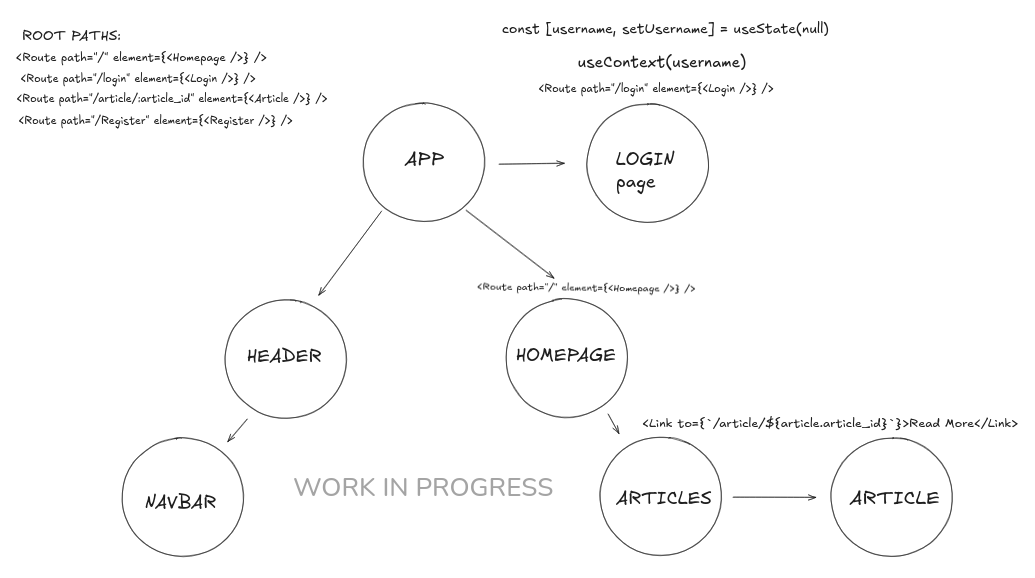 ROOT PATHS:
<Route path="/" element={<Homepage />} />
<Route path="/login" element={<Login />} />
<Route path="/article/:article_id" element={<Article />} />
<Route path="/Register" element={<Register />} />
const [username, setUsername] = useState(null)
useContext(username)
<Route path="/login" element={<Login />} />
APP
LOGIN
page
<Route path="/" element={<Homepage />} />
HEADER
HOMEPAGE
<Link to={`/article/${article.article_id}`}>Read More</Link>
NAVBAR
WORK IN PROGRESS
ARTICLES
ARTICLE